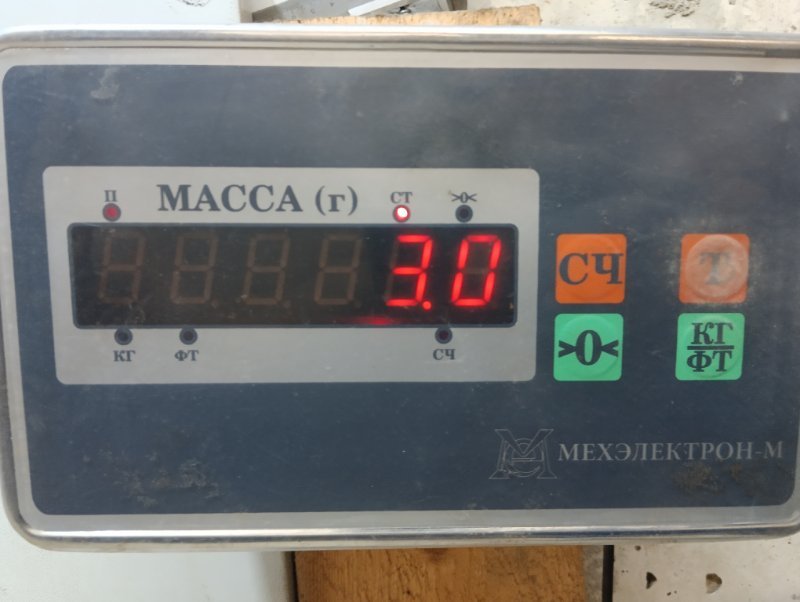 П МАССА (г) СТ >0<
3.0
КГ ФТ СЧ
СЧ Т
>0< КГ
ФТ
МЕХЭЛЕКТРОН-М